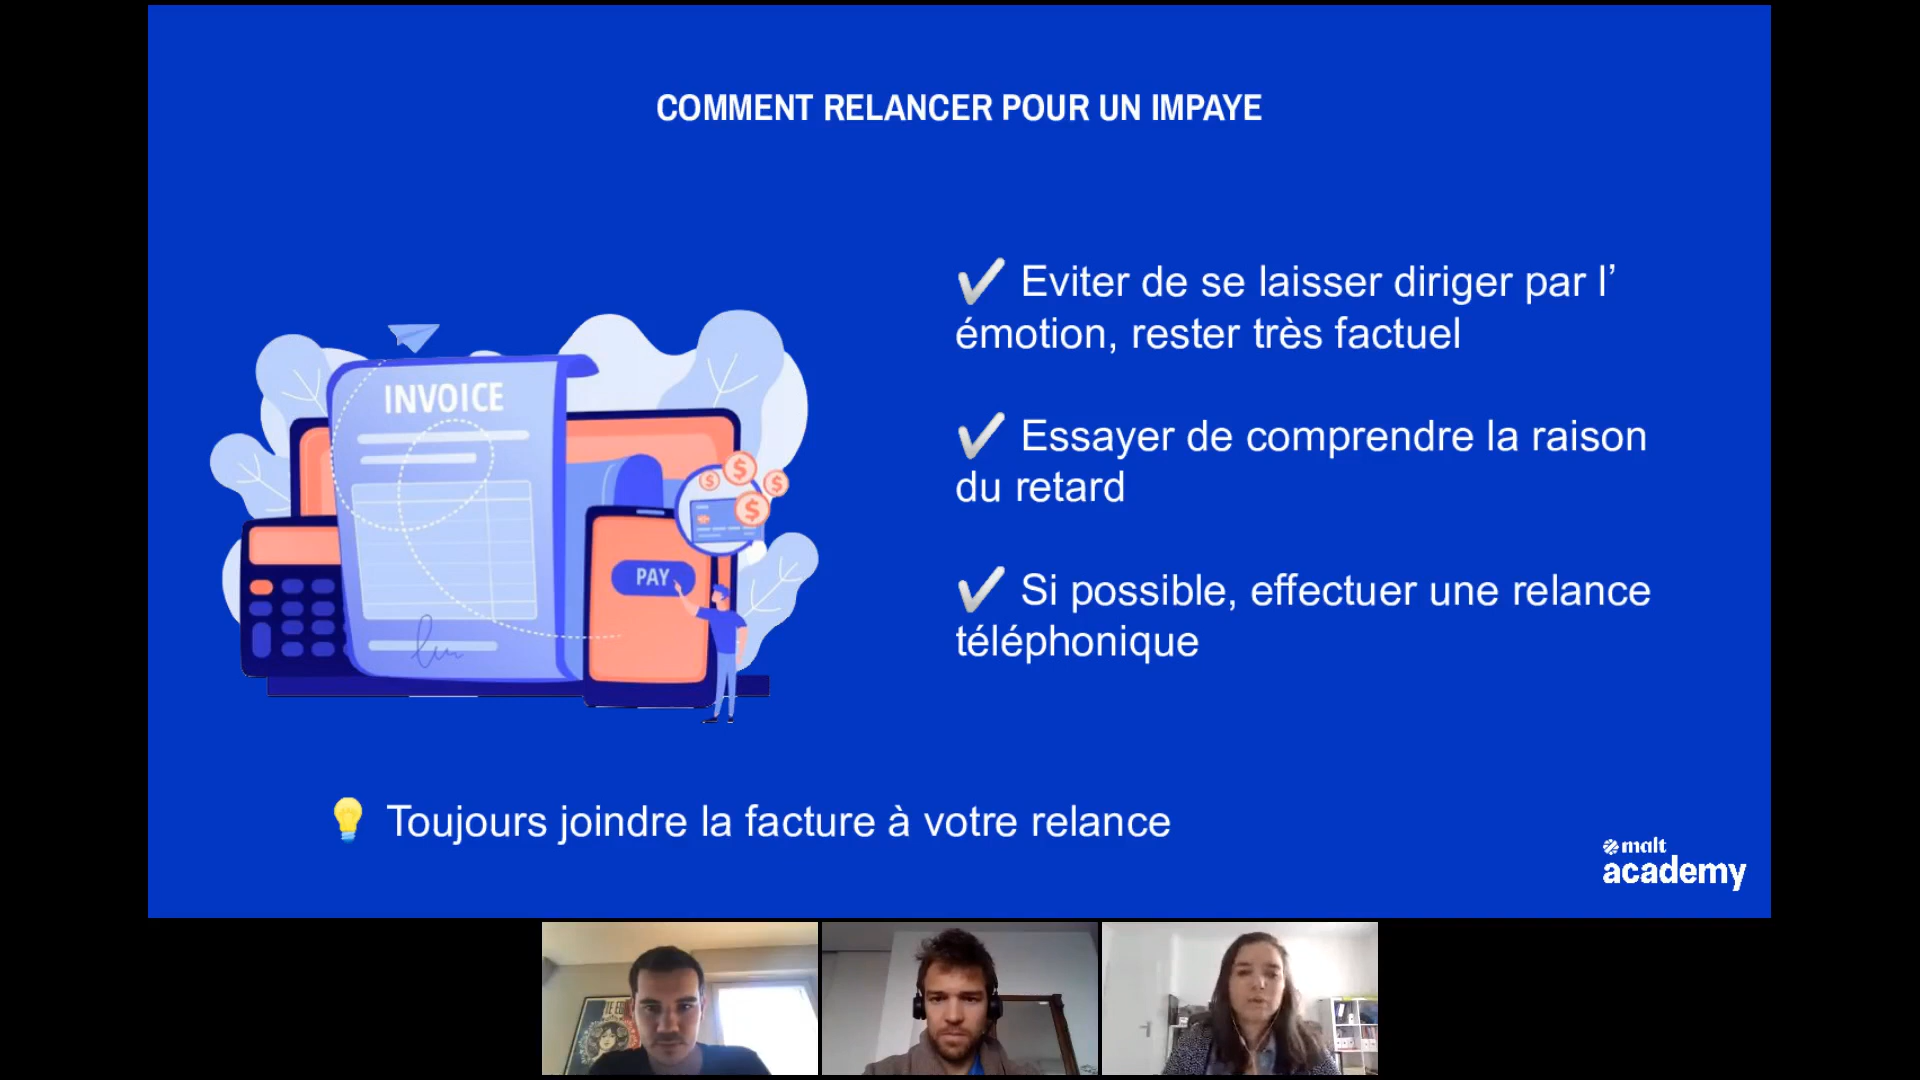 COMMENT RELANCER POUR UN IMPAYE
✔ Eviter de se laisser diriger par l’
émotion, rester très factuel
✔ Essayer de comprendre la raison
du retard
✔ Si possible, effectuer une relance
téléphonique
INVOICE
PAY
💡 Toujours joindre la facture à votre relance
malt
academy